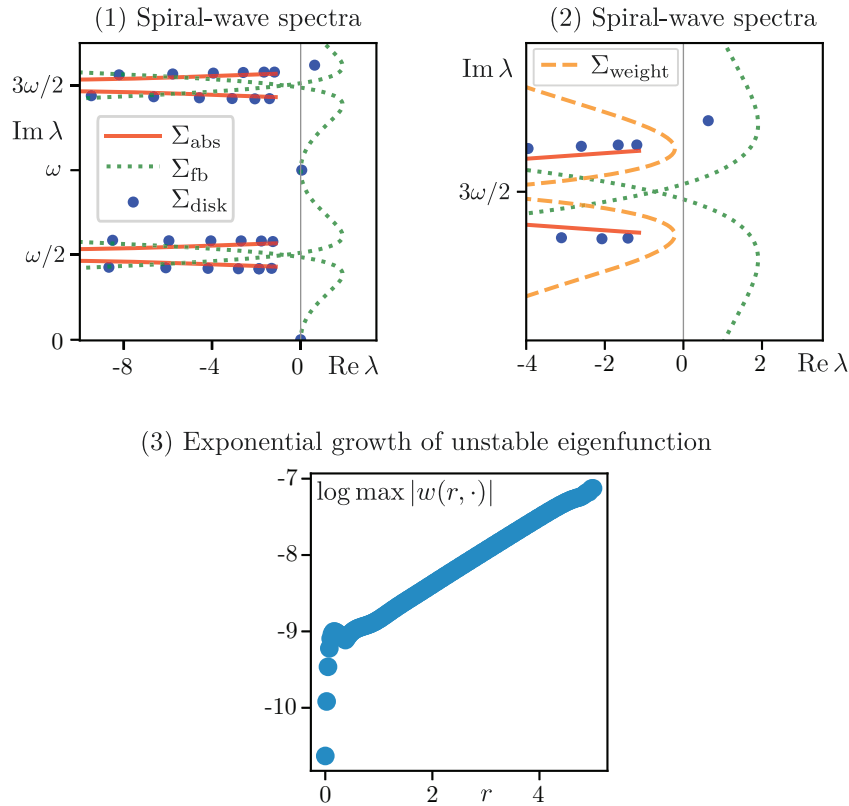 (1) Spiral-wave spectra
3ω/2
Im λ
ω
ω/2
0
Σabs
Σfb
Σdisk
-8 -4 0 Re λ
(2) Spiral-wave spectra
Im λ
Σweight
3ω/2
-4 -2 0 2 Re λ
(3) Exponential growth of unstable eigenfunction
log max |w(r, ·)|
-7
-8
-9
-10
0 2 r 4